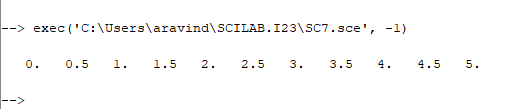 --> exec('C:\Users\aravind\SCILAB.I23\SC7.sce', -1)
0. 0.5 1. 1.5 2. 2.5 3. 3.5 4. 4.5 5.
-->